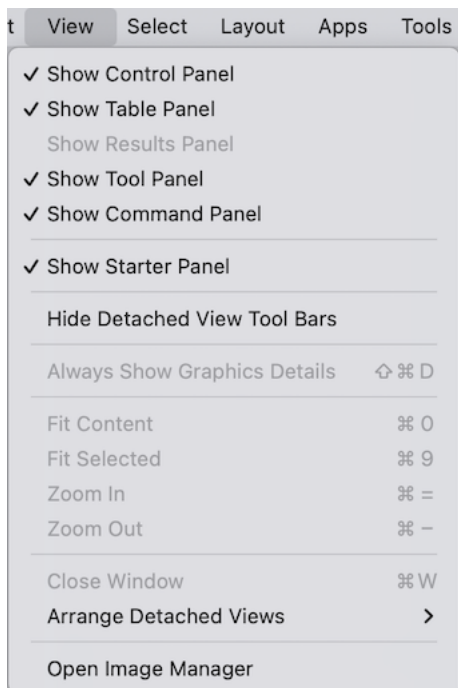 t View Select Layout Apps Tools
✓ Show Control Panel
✓ Show Table Panel
Show Results Panel
✓ Show Tool Panel
✓ Show Command Panel
✓ Show Starter Panel
Hide Detached View Tool Bars
Always Show Graphics Details ⇧⌘D
Fit Content ⌘0
Fit Selected ⌘9
Zoom In ⌘=
Zoom Out ⌘−
Close Window ⌘W
Arrange Detached Views >
Open Image Manager